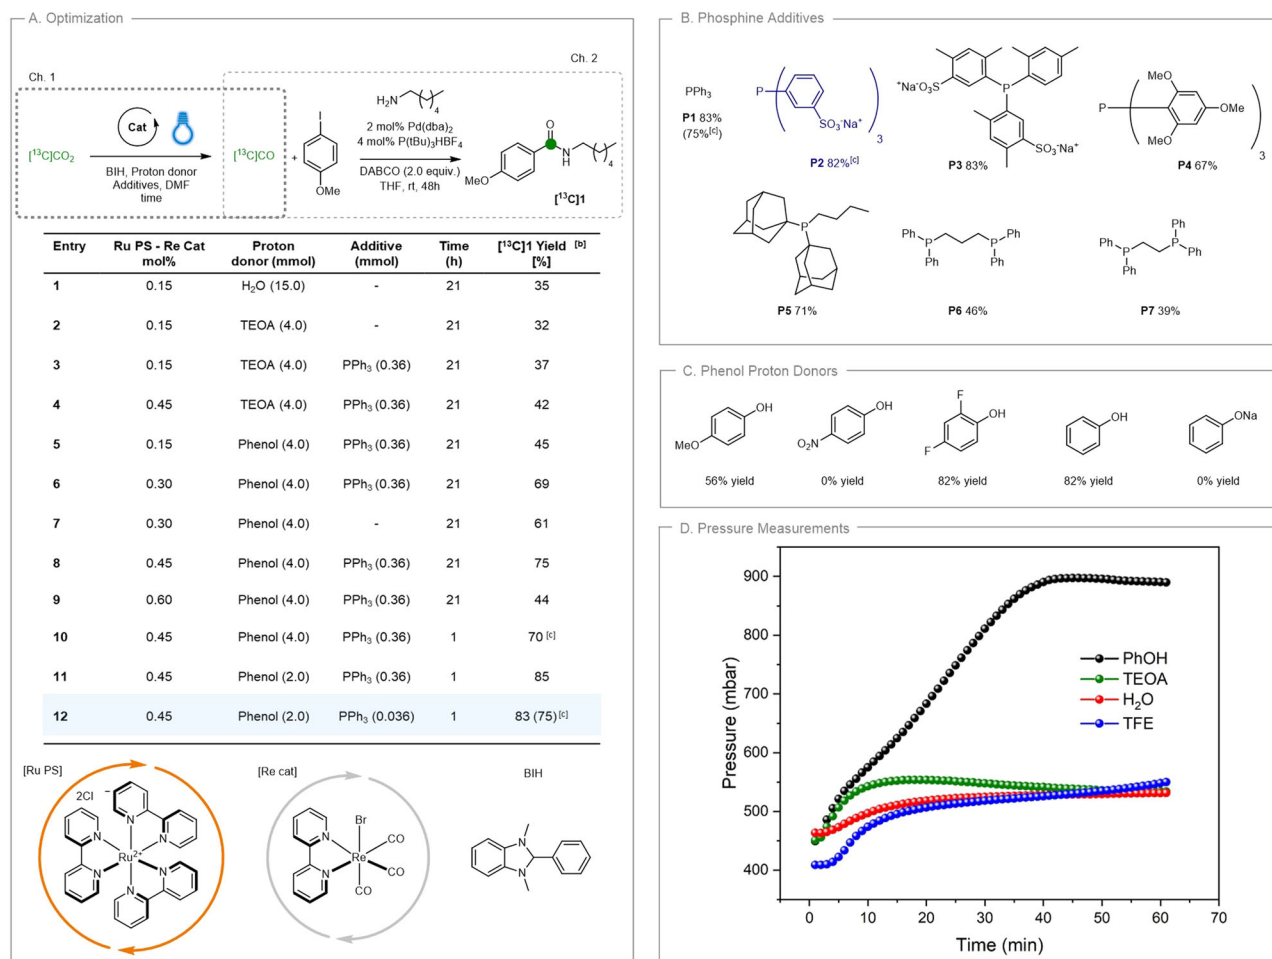 A. Optimization
Ch. 1
Ch. 2
Cat
[¹³C]CO₂
BIH, Proton donor
Additives, DMF
time
[¹³C]CO
+
I
OMe
H₂N
4
2 mol% Pd(dba)₂
4 mol% P(tBu)₃HBF₄
DABCO (2.0 equiv.)
THF, rt, 48h
O
N
H
4
MeO
[¹³C]1
Entry Ru PS - Re Cat mol% Proton donor (mmol) Additive (mmol) Time (h) [¹³C]1 Yield [b] [%]
1 0.15 H₂O (15.0) - 21 35
2 0.15 TEOA (4.0) - 21 32
3 0.15 TEOA (4.0) PPh₃ (0.36) 21 37
4 0.45 TEOA (4.0) PPh₃ (0.36) 21 42
5 0.15 Phenol (4.0) PPh₃ (0.36) 21 45
6 0.30 Phenol (4.0) PPh₃ (0.36) 21 69
7 0.30 Phenol (4.0) - 21 61
8 0.45 Phenol (4.0) PPh₃ (0.36) 21 75
9 0.60 Phenol (4.0) PPh₃ (0.36) 21 44
10 0.45 Phenol (4.0) PPh₃ (0.36) 1 70 [c]
11 0.45 Phenol (2.0) PPh₃ (0.36) 1 85
12 0.45 Phenol (2.0) PPh₃ (0.036) 1 83 (75) [c]
[Ru PS]
2Cl⁻
N
N
N
Ru²⁺
N
N
N
[Re cat]
Br
N
Re
N
CO
CO
CO
BIH
N
N
B. Phosphine Additives
PPh₃
P1 83%
(75%[c])
P
SO₃⁻Na⁺
3
P2 82%[c]
⁺Na⁻O₃S
P
SO₃⁻Na⁺
P3 83%
P
MeO
OMe
MeO
3
P4 67%
P
P5 71%
Ph
P
Ph
Ph
P
Ph
P6 46%
Ph
P
Ph
Ph
P
Ph
P7 39%
C. Phenol Proton Donors
OH
MeO
56% yield
OH
O₂N
0% yield
F
OH
F
82% yield
OH
82% yield
ONa
0% yield
D. Pressure Measurements
Pressure (mbar)
900
800
700
600
500
400
PhOH
TEOA
H₂O
TFE
0 10 20 30 40 50 60 70
Time (min)